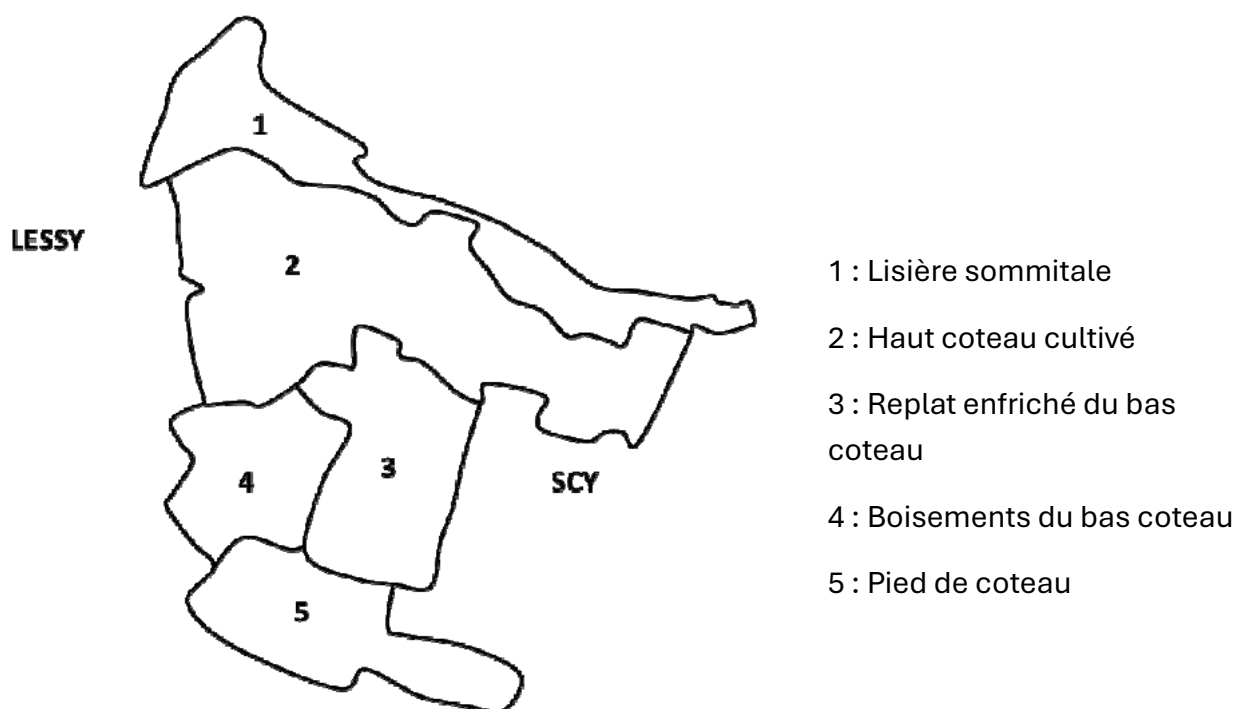 1
LESSY
2
3
4
SCY
5
1 : Lisière sommitale
2 : Haut coteau cultivé
3 : Replat enfriché du bas
coteau
4 : Boisements du bas coteau
5 : Pied de coteau